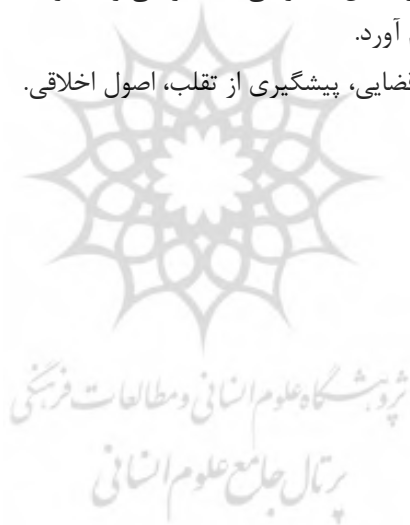 آورد.
قضایی، پیشگیری از تقلب، اصول اخلاقی.
پژوهشگاه علوم انسانی و مطالعات فرهنگی
پرتال جامع علوم انسانی